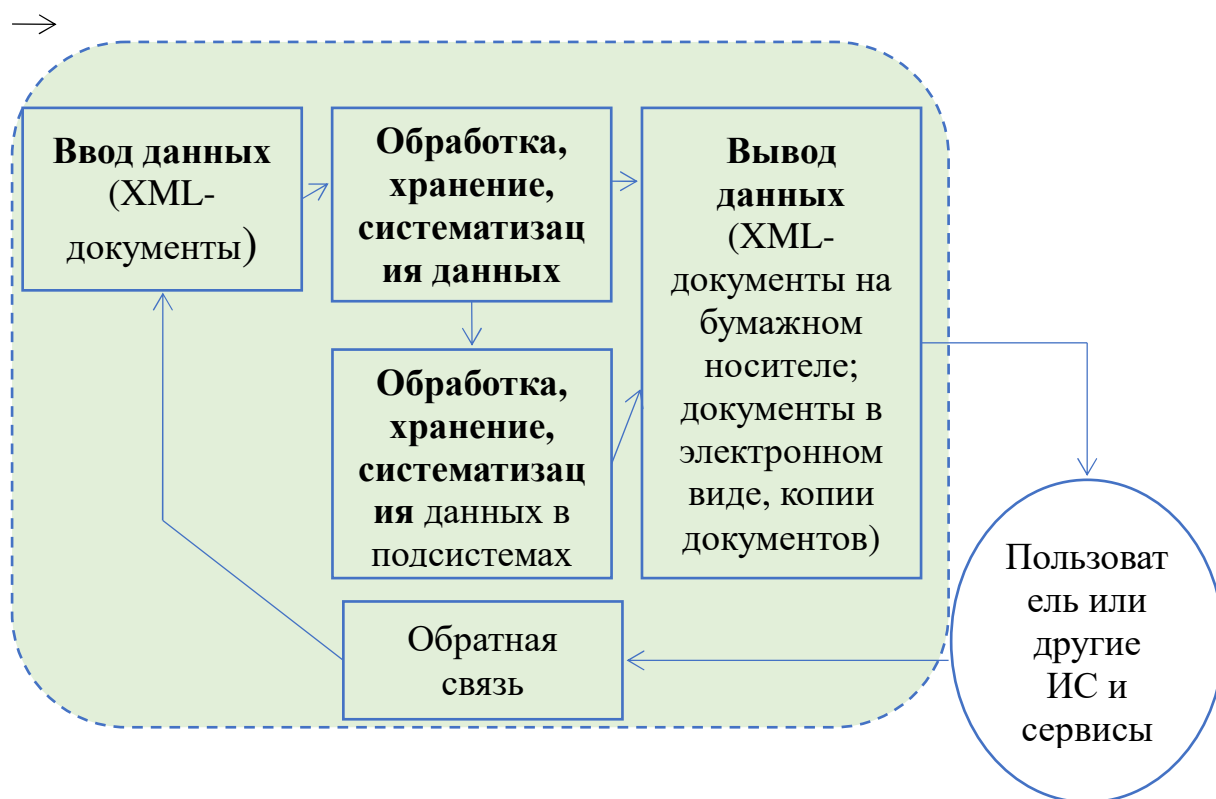 Ввод данных
(XML-
документы)
Обработка,
хранение,
систематизац
ия данных
Вывод
данных
(XML-
документы на
бумажном
носителе;
документы в
электронном
виде, копии
документов)
Обработка,
хранение,
систематизац
ия данных в
подсистемах
Обратная
связь
Пользоват
ель или
другие
ИС и
сервисы